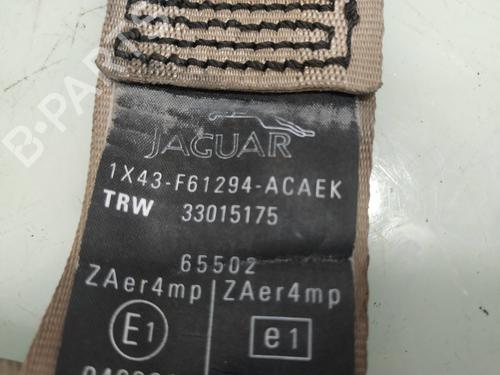 B-PARTS
JAGUAR
1X43-F61294-ACAEK
TRW 33015175
65502
ZAer4mp ZAer4mp
E1 e1